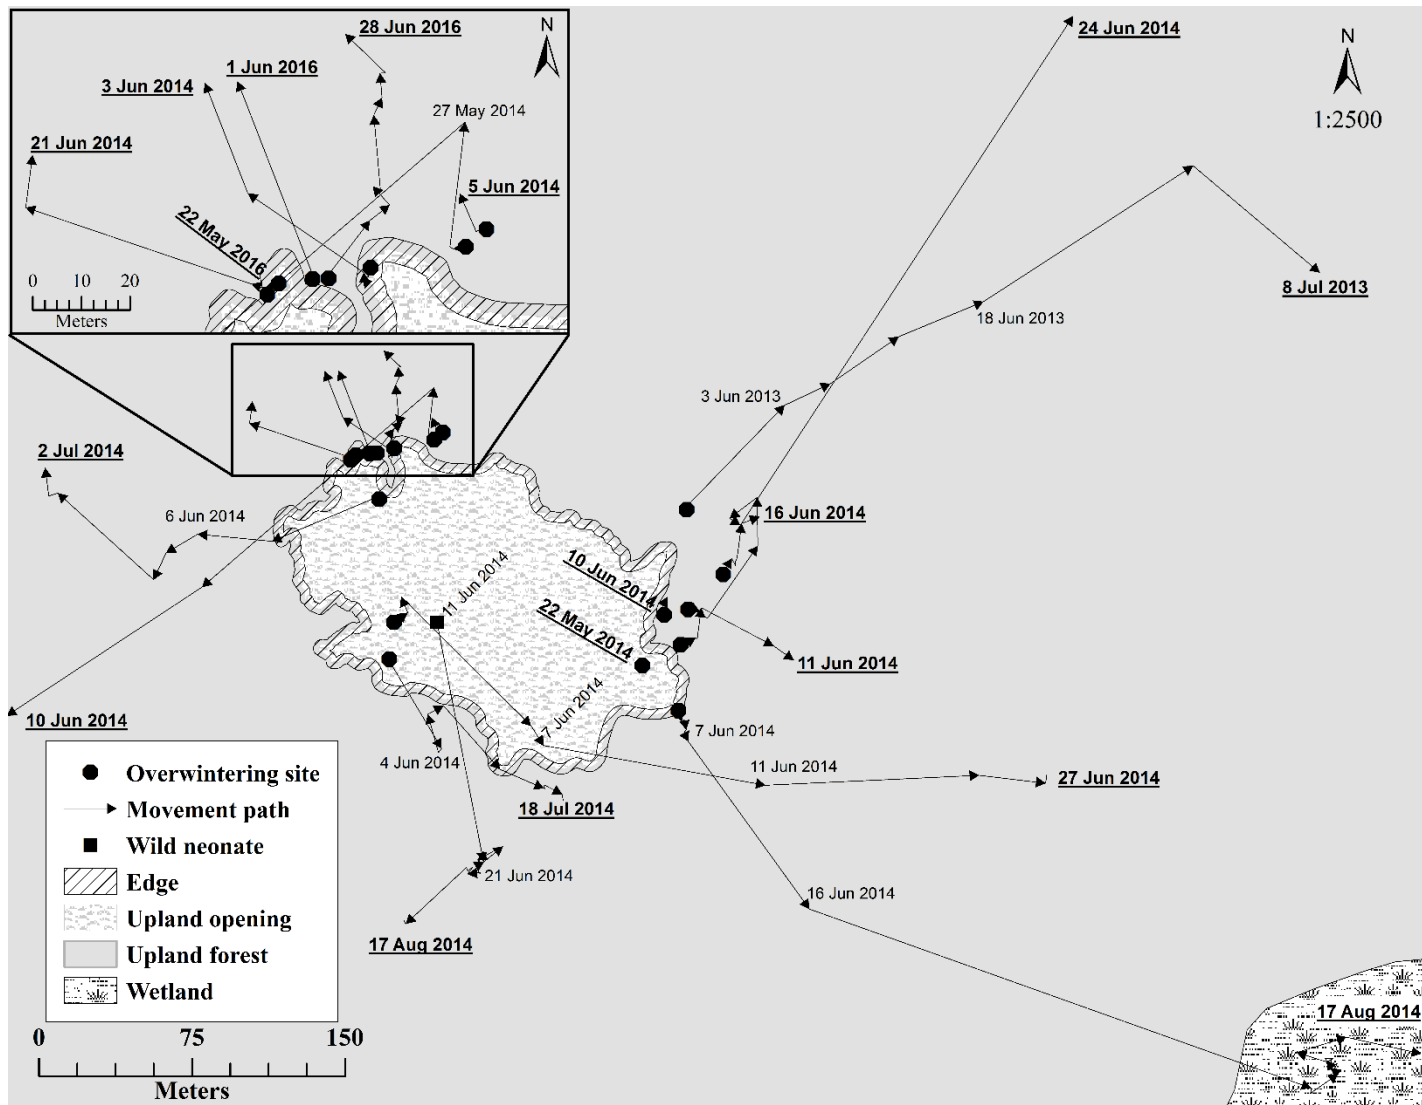 28 Jun 2016
N
24 Jun 2014
N
1 Jun 2016
3 Jun 2014
27 May 2014
1:2500
21 Jun 2014
5 Jun 2014
22 May 2016
0 10 20
Meters
8 Jul 2013
18 Jun 2013
3 Jun 2013
2 Jul 2014
6 Jun 2014
16 Jun 2014
11 Jun 2014
10 Jun 2014
22 May 2014
11 Jun 2014
10 Jun 2014
7 Jun 2014
7 Jun 2014
4 Jun 2014
11 Jun 2014
27 Jun 2014
18 Jul 2014
Overwintering site
Movement path
Wild neonate
Edge
Upland opening
Upland forest
Wetland
21 Jun 2014
16 Jun 2014
17 Aug 2014
17 Aug 2014
0 75 150
Meters